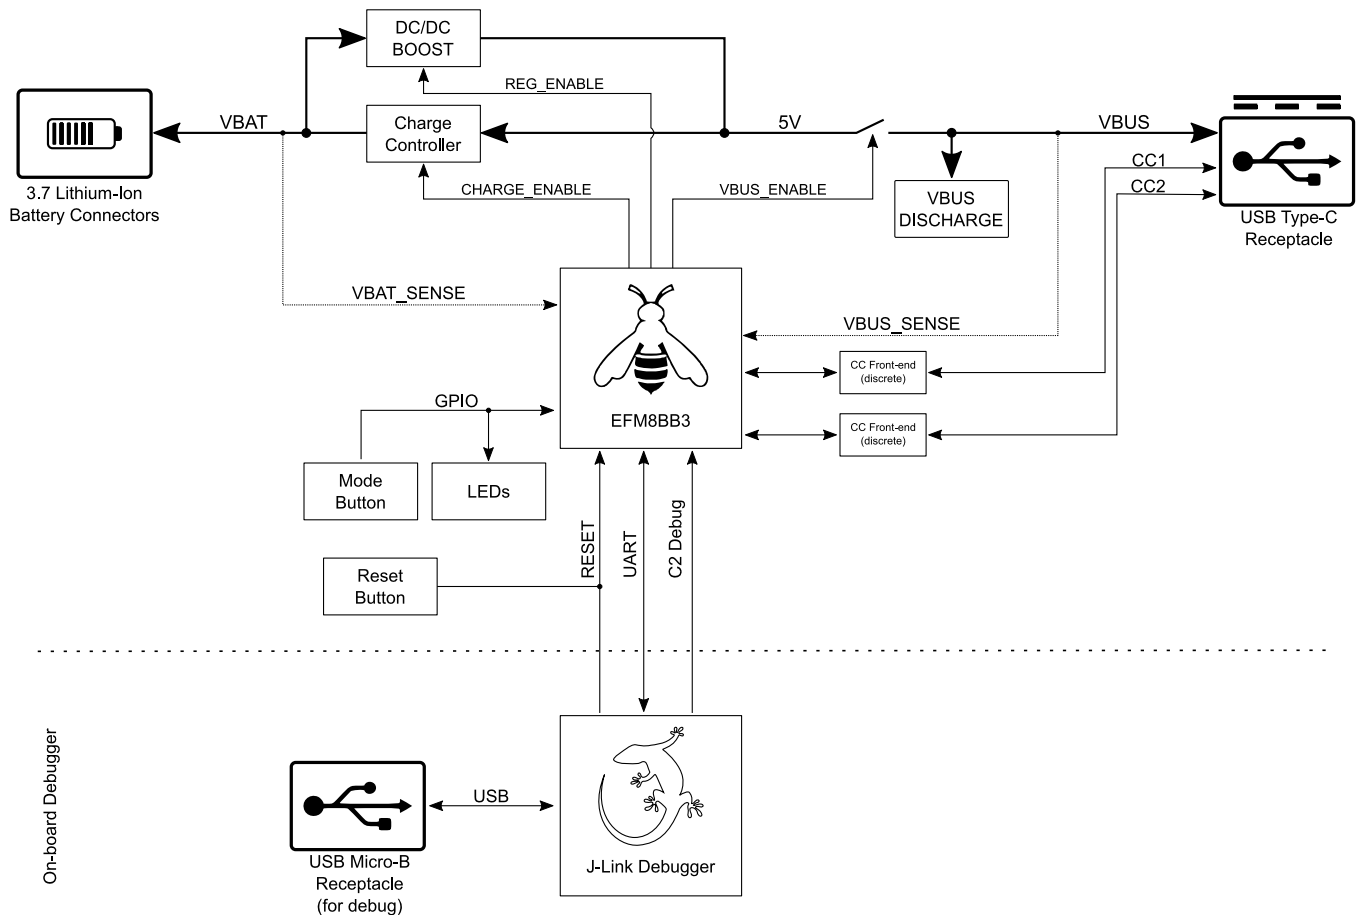 DC/DC
BOOST
REG_ENABLE
VBAT
Charge
Controller
5V
VBUS
CC1
CC2
CHARGE_ENABLE
VBUS_ENABLE
VBUS
DISCHARGE
3.7 Lithium-Ion
Battery Connectors
USB Type-C
Receptacle
VBAT_SENSE
VBUS_SENSE
CC Front-end
(discrete)
GPIO
EFM8BB3
CC Front-end
(discrete)
Mode
Button
LEDs
RESET
UART
C2 Debug
Reset
Button
On-board Debugger
USB
J-Link Debugger
USB Micro-B
Receptacle
(for debug)